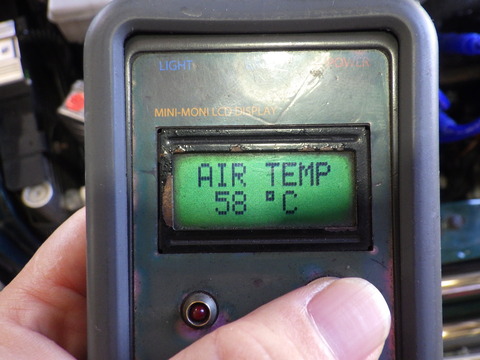 LIGHT POWER
MINI-MONI LCD DISPLAY
AIR TEMP
58 °C